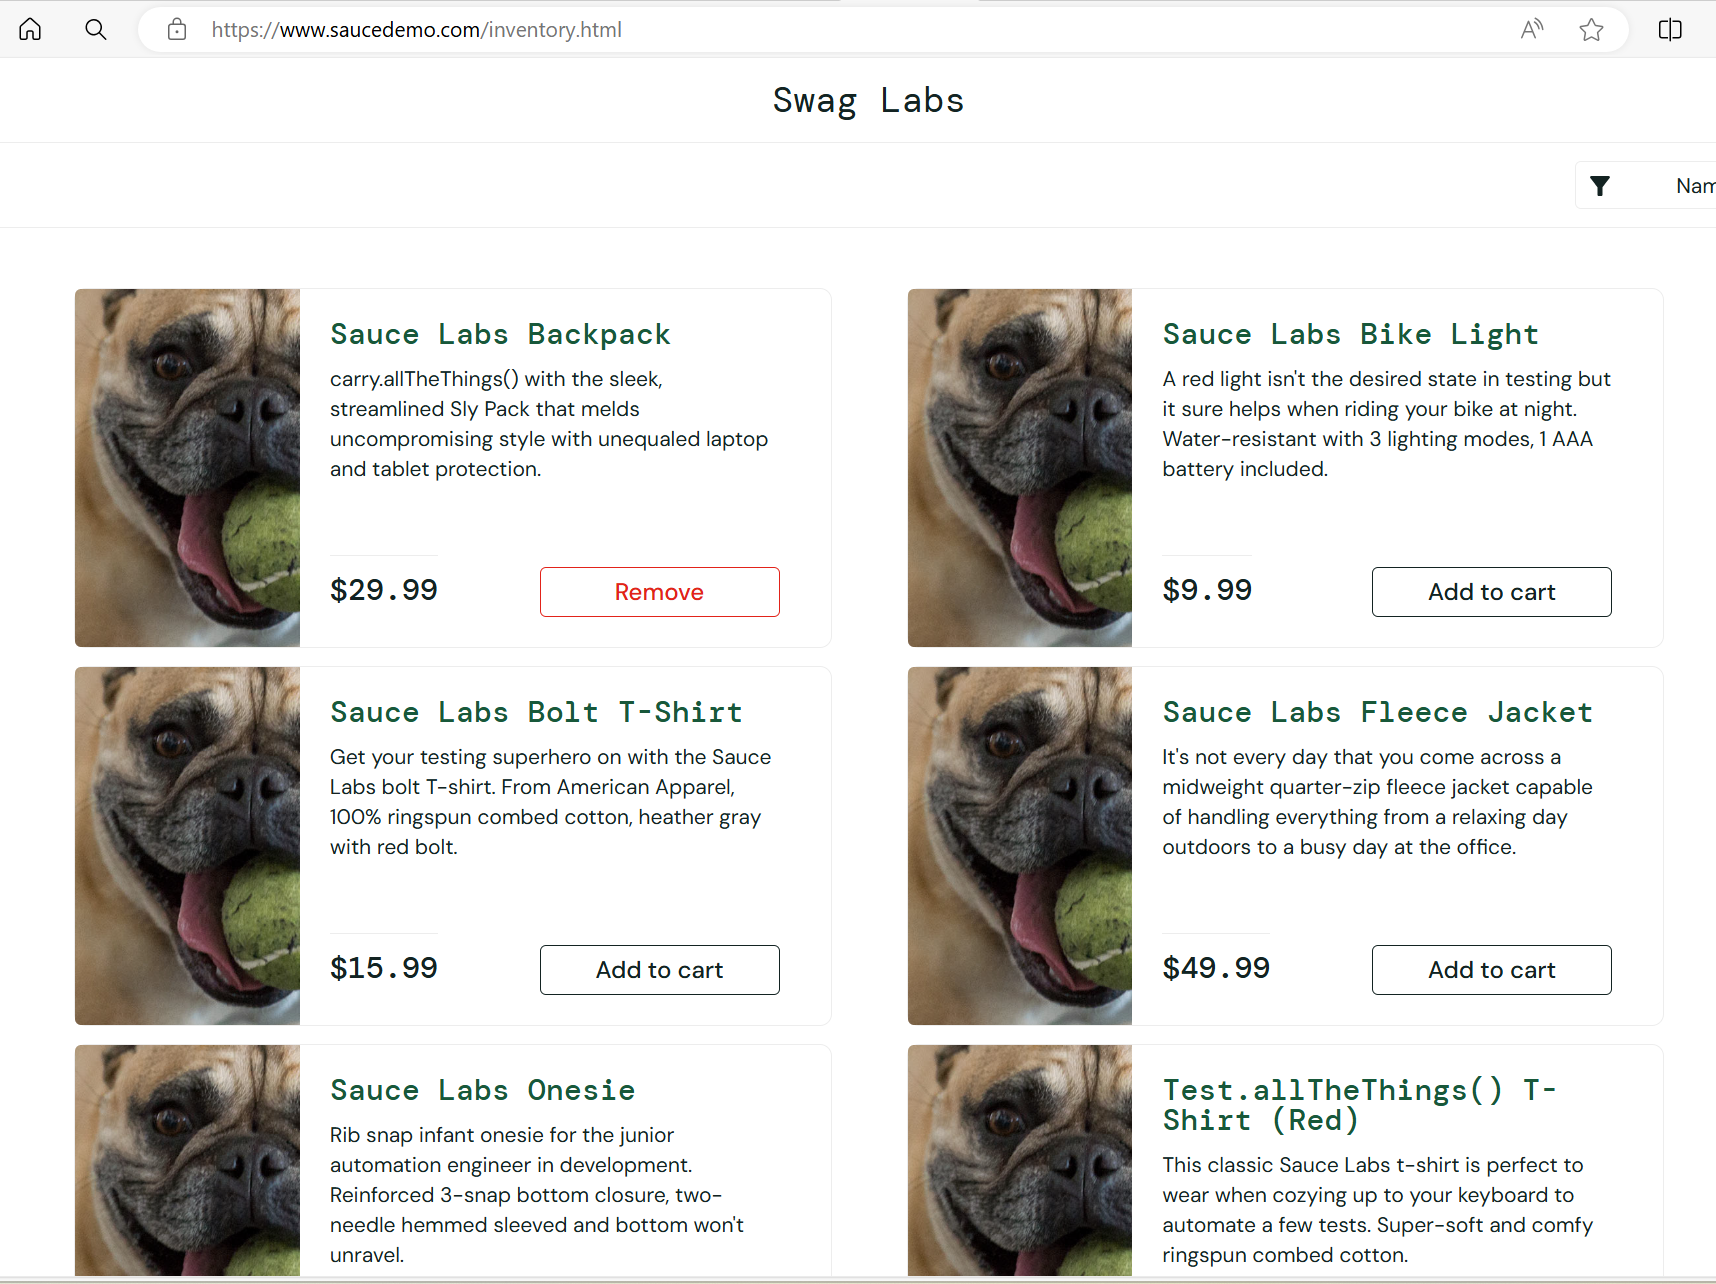 https://www.saucedemo.com/inventory.html
Swag Labs
Nam
Sauce Labs Backpack
carry.allTheThings() with the sleek,
streamlined Sly Pack that melds
uncompromising style with unequaled laptop
and tablet protection.
$29.99
Remove
Sauce Labs Bike Light
A red light isn't the desired state in testing but
it sure helps when riding your bike at night.
Water-resistant with 3 lighting modes, 1 AAA
battery included.
$9.99
Add to cart
Sauce Labs Bolt T-Shirt
Get your testing superhero on with the Sauce
Labs bolt T-shirt. From American Apparel,
100% ringspun combed cotton, heather gray
with red bolt.
$15.99
Add to cart
Sauce Labs Fleece Jacket
It's not every day that you come across a
midweight quarter-zip fleece jacket capable
of handling everything from a relaxing day
outdoors to a busy day at the office.
$49.99
Add to cart
Sauce Labs Onesie
Rib snap infant onesie for the junior
automation engineer in development.
Reinforced 3-snap bottom closure, two-
needle hemmed sleeved and bottom won't
unravel.
Test.allTheThings() T-
Shirt (Red)
This classic Sauce Labs t-shirt is perfect to
wear when cozying up to your keyboard to
automate a few tests. Super-soft and comfy
ringspun combed cotton.